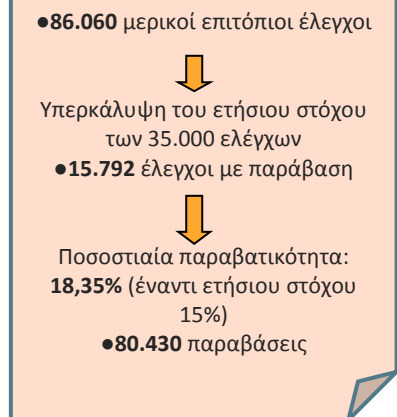 ●86.060 μερικοί επιτόπιοι έλεγχοι
Υπερκάλυψη του ετήσιου στόχου
των 35.000 ελέγχων
●15.792 έλεγχοι με παράβαση
Ποσοστιαία παραβατικότητα:
18,35% (έναντι ετήσιου στόχου
15%)
●80.430 παραβάσεις